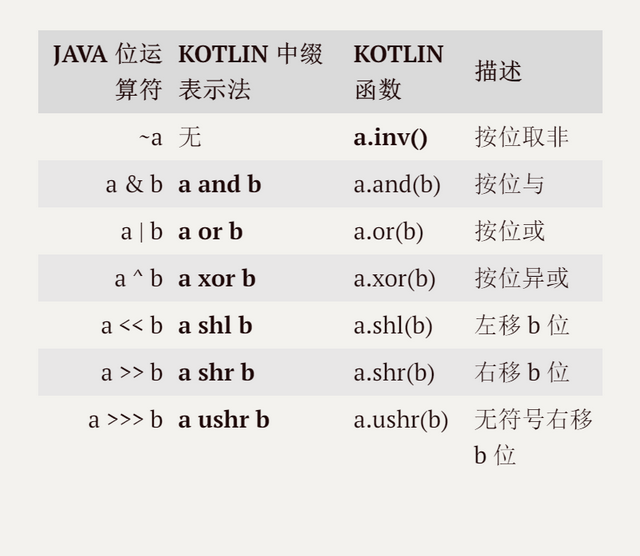 JAVA 位运 KOTLIN 中缀 KOTLIN 描述
算符 表示法 函数
~a 无 a.inv() 按位取非
a & b a and b a.and(b) 按位与
a | b a or b a.or(b) 按位或
a ^ b a xor b a.xor(b) 按位异或
a << b a shl b a.shl(b) 左移 b 位
a >> b a shr b a.shr(b) 右移 b 位
a >>> b a ushr b a.ushr(b) 无符号右移
b 位